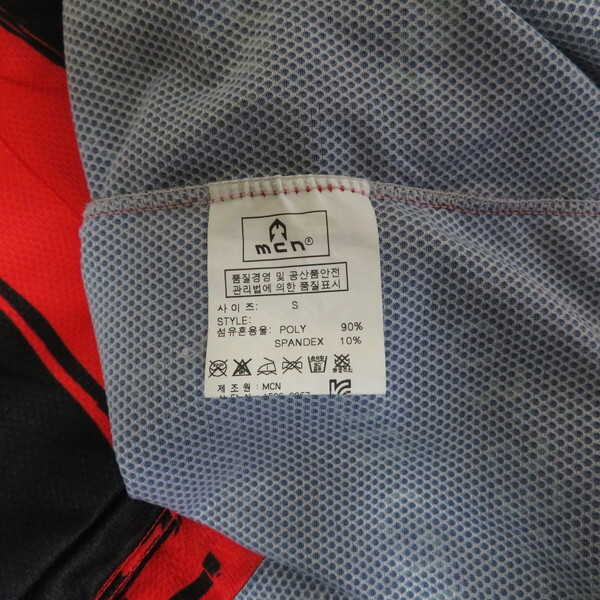 mcn®
품질경영 및 공산품안전
관리법에 의한 품질표시
사이즈: S
STYLE:
섬유혼용율: POLY 90%
SPANDEX 10%
제조원: MCN